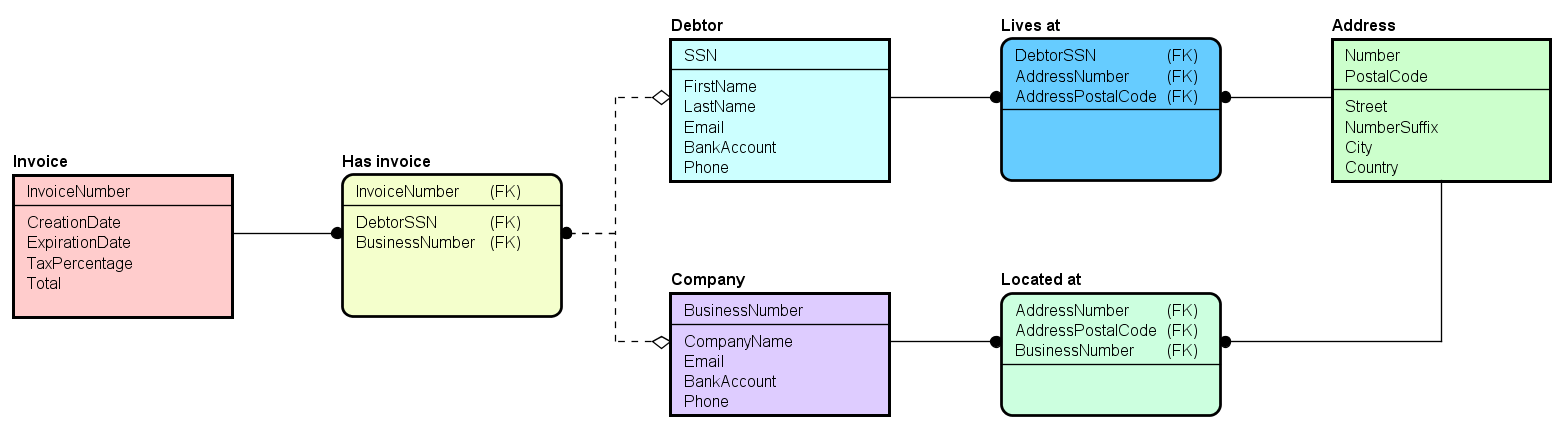 Invoice
InvoiceNumber
CreationDate
ExpirationDate
TaxPercentage
Total
Has invoice
InvoiceNumber (FK)
DebtorSSN (FK)
BusinessNumber (FK)
Debtor
SSN
FirstName
LastName
Email
BankAccount
Phone
Company
BusinessNumber
CompanyName
Email
BankAccount
Phone
Lives at
DebtorSSN (FK)
AddressNumber (FK)
AddressPostalCode (FK)
Located at
AddressNumber (FK)
AddressPostalCode (FK)
BusinessNumber (FK)
Address
Number
PostalCode
Street
NumberSuffix
City
Country